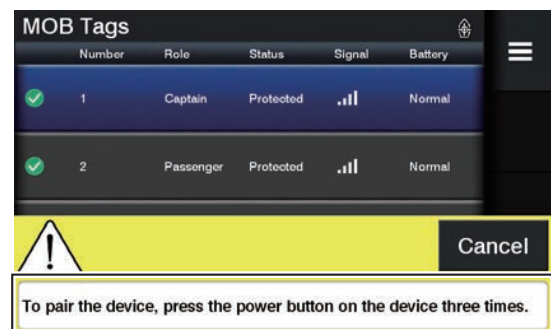 MOB Tags
Number Role Status Signal Battery
1 Captain Protected Normal
2 Passenger Protected Normal
Cancel
To pair the device, press the power button on the device three times.